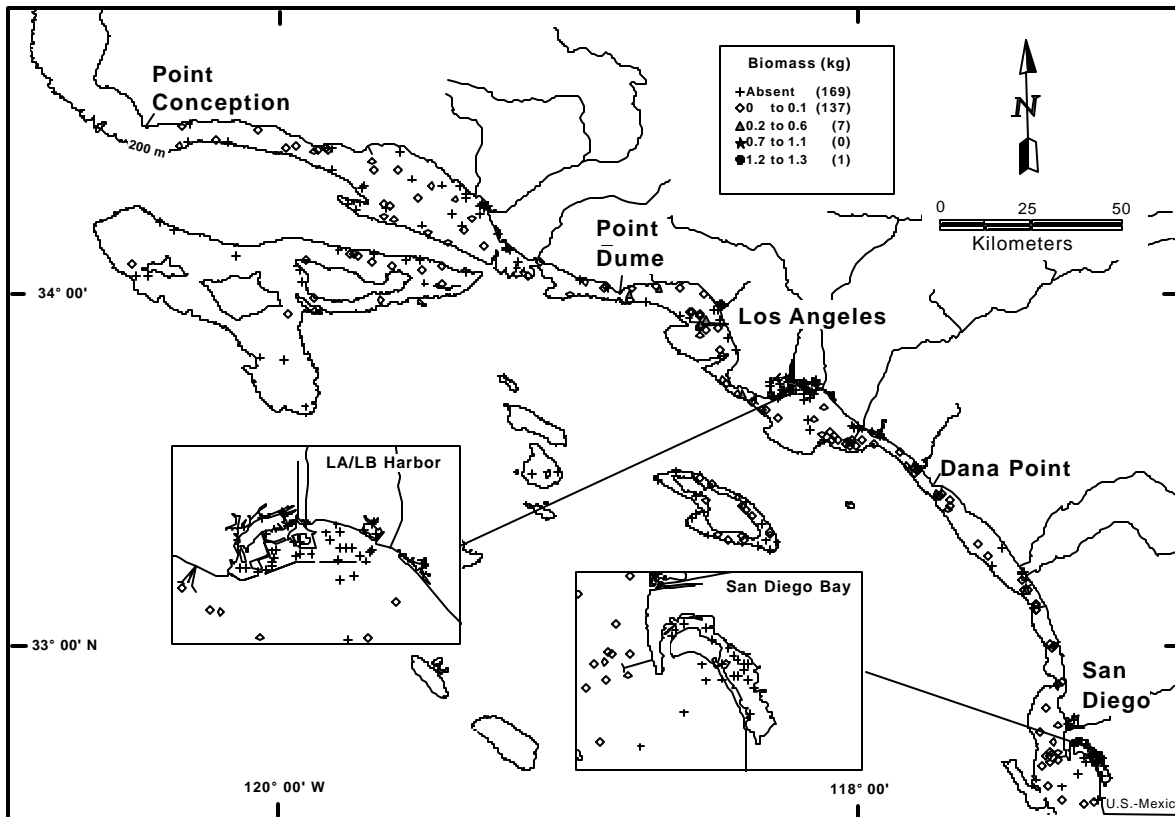 Point
Conception
200 m
Biomass (kg)
Absent (169)
0 to 0.1 (137)
0.2 to 0.6 (7)
0.7 to 1.1 (0)
1.2 to 1.3 (1)
N
0 25 50
Kilometers
Point
Dume
34° 00'
Los Angeles
LA/LB Harbor
Dana Point
San Diego Bay
33° 00' N
San
Diego
120° 00' W
118° 00'
U.S.-Mexic